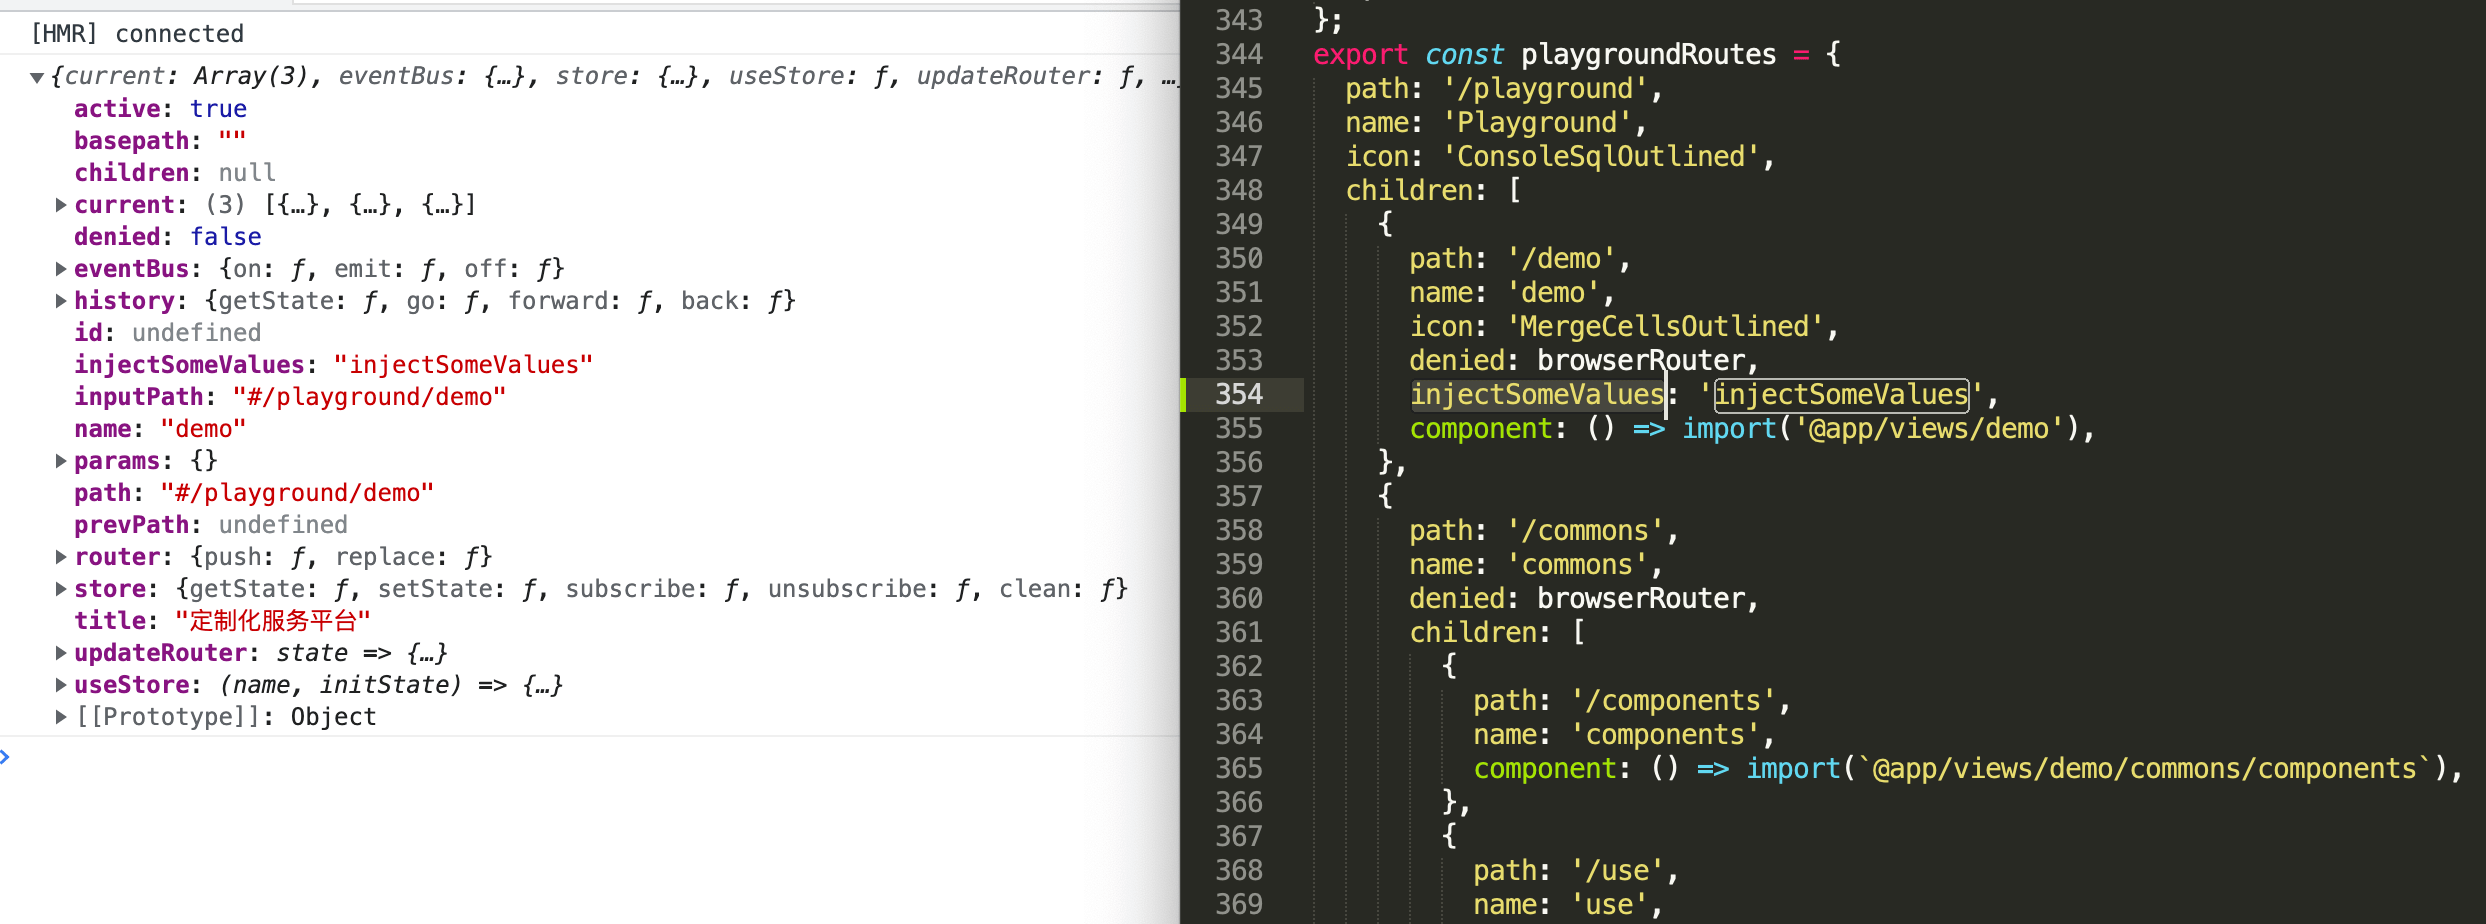 [HMR] connected
▼{current: Array(3), eventBus: {…}, store: {…}, useStore: ƒ, updateRouter: ƒ, …
active: true
basepath: ""
children: null
▶current: (3) [{…}, {…}, {…}]
denied: false
▶eventBus: {on: ƒ, emit: ƒ, off: ƒ}
▶history: {getState: ƒ, go: ƒ, forward: ƒ, back: ƒ}
id: undefined
injectSomeValues: "injectSomeValues"
inputPath: "#/playground/demo"
name: "demo"
▶params: {}
path: "#/playground/demo"
prevPath: undefined
▶router: {push: ƒ, replace: ƒ}
▶store: {getState: ƒ, setState: ƒ, subscribe: ƒ, unsubscribe: ƒ, clean: ƒ}
title: "定制化服务平台"
▶updateRouter: state => {…}
▶useStore: (name, initState) => {…}
▶[[Prototype]]: Object
343 };
344 export const playgroundRoutes = {
345 path: '/playground',
346 name: 'Playground',
347 icon: 'ConsoleSqlOutlined',
348 children: [
349 {
350 path: '/demo',
351 name: 'demo',
352 icon: 'MergeCellsOutlined',
353 denied: browserRouter,
354 injectSomeValues: 'injectSomeValues',
355 component: () => import('@app/views/demo'),
356 },
357 {
358 path: '/commons',
359 name: 'commons',
360 denied: browserRouter,
361 children: [
362 {
363 path: '/components',
364 name: 'components',
365 component: () => import(`@app/views/demo/commons/components`),
366 },
367 {
368 path: '/use',
369 name: 'use',